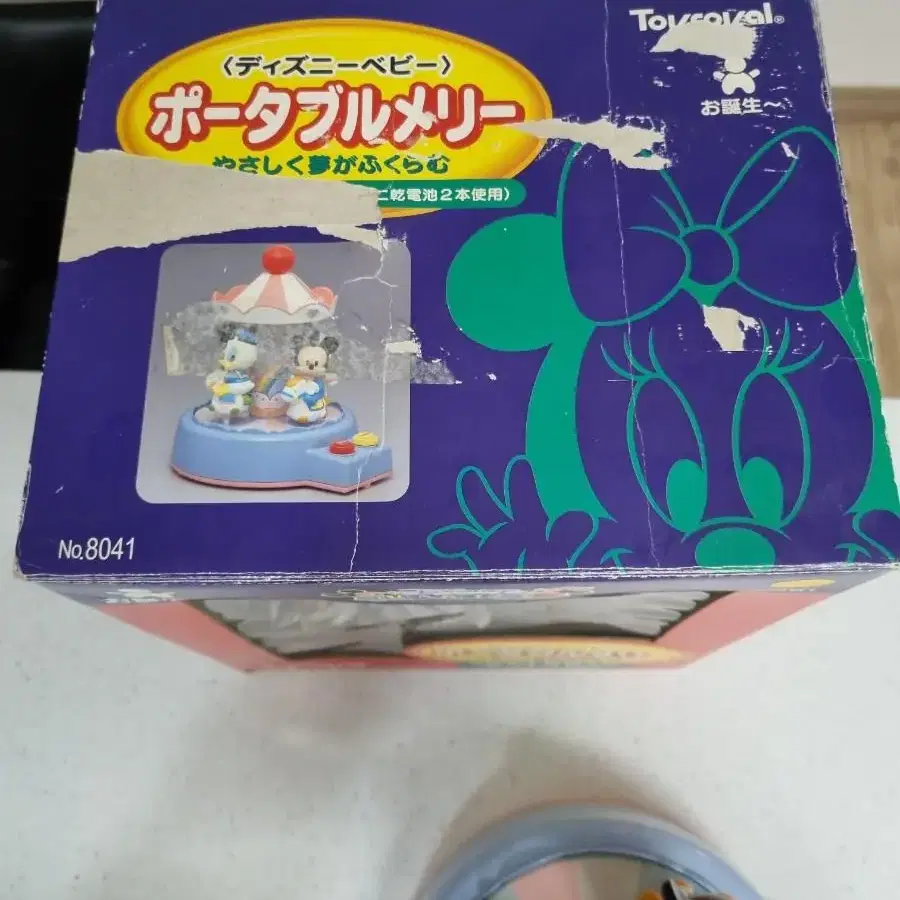 Toyroyal®
お誕生～
〈ディズニーベビー〉
ポータブルメリー
やさしく夢がふくらむ
乾電池2本使用）
No.8041